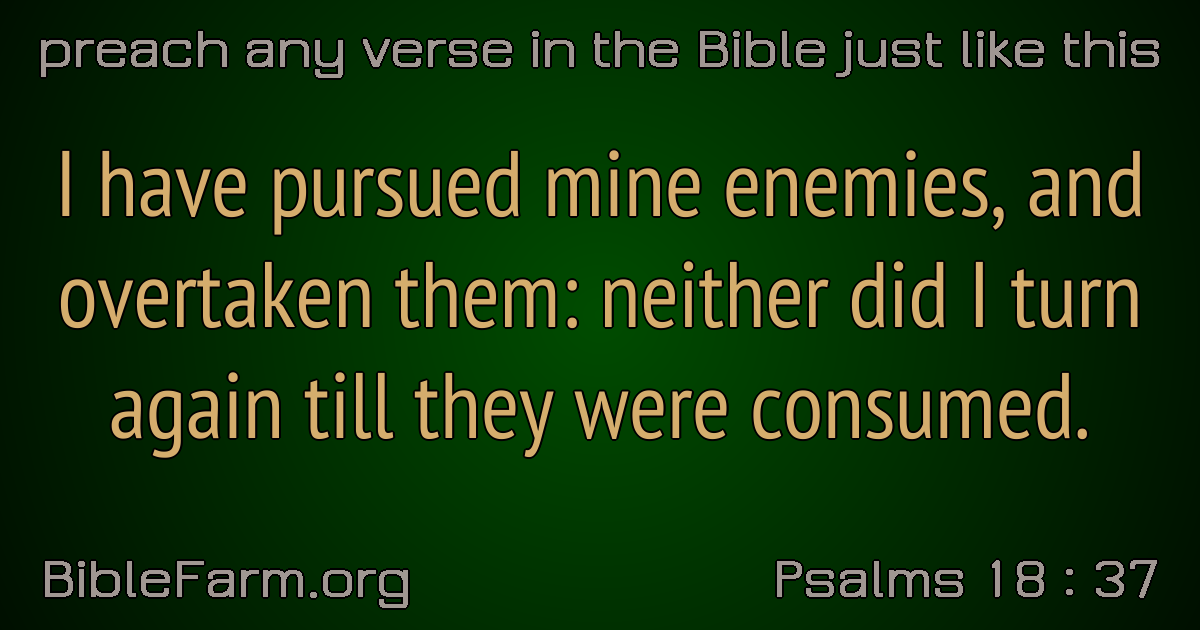 preach any verse in the Bible just like this
I have pursued mine enemies, and
overtaken them: neither did I turn
again till they were consumed.
BibleFarm.org
Psalms 18 : 37